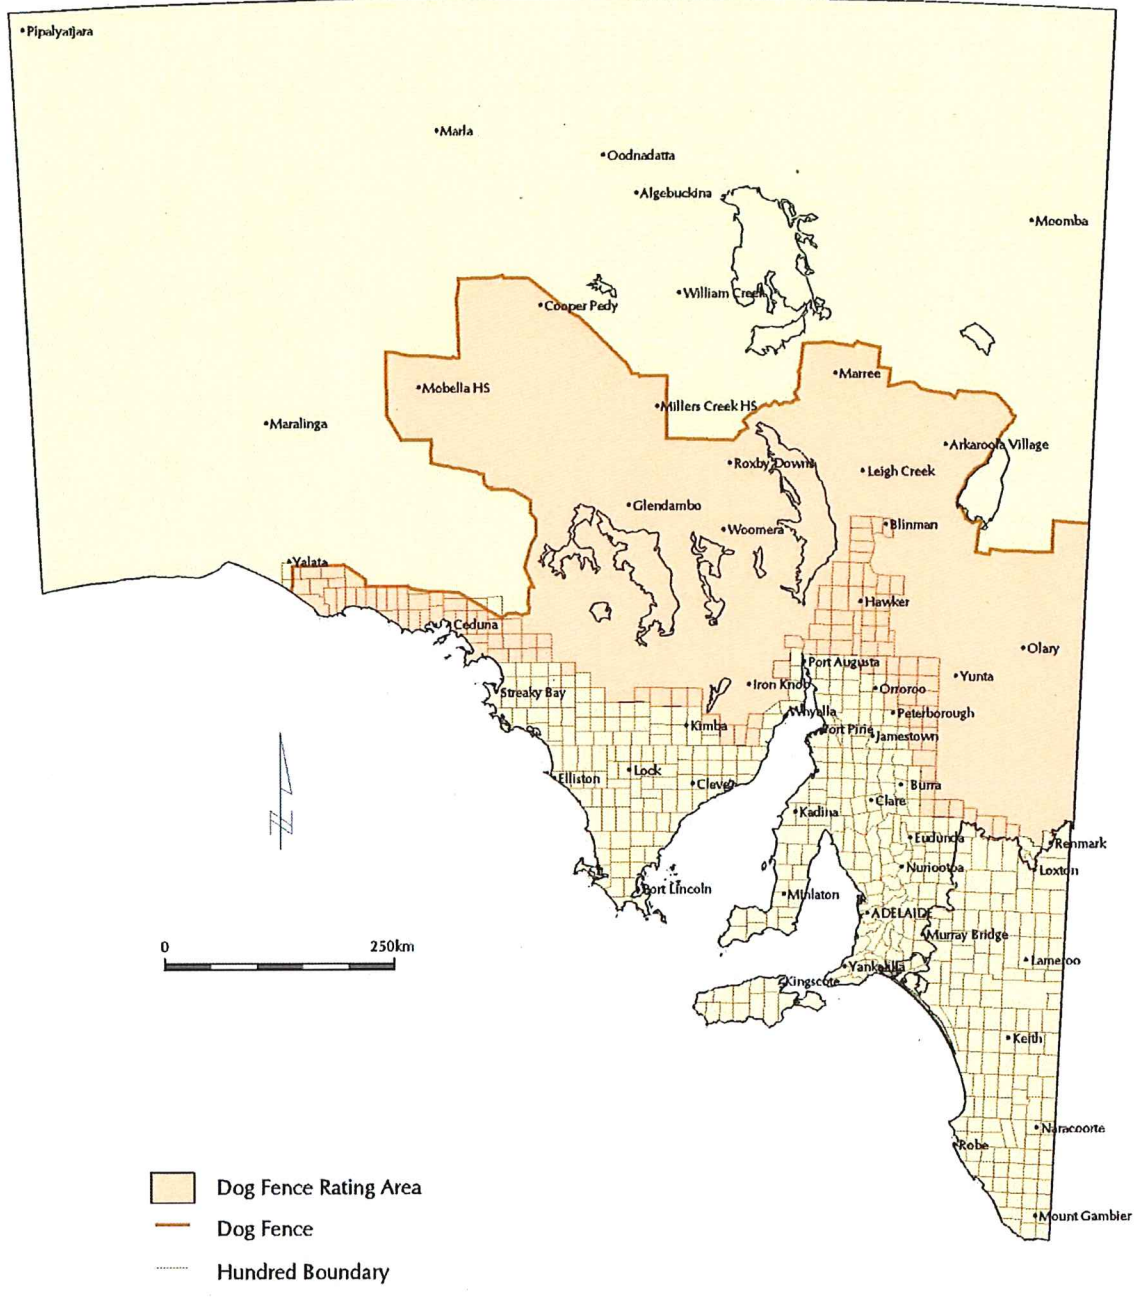 Pipalyatjara
Marla
Oodnadatta
Algebuckina
Moomba
William Creek
Cooper Pedy
Marree
Mobella HS
Millers Creek HS
Maralinga
Arkaroola Village
Roxby Downs
Leigh Creek
Glendambo
Woomera
Blinman
Yalata
Hawker
Ceduna
Olary
Port Augusta
Yunta
Iron Knob
Orroroo
Streaky Bay
Whyalla
Peterborough
Kimba
Port Pirie
Jamestown
Lock
Elliston
Cleve
Burra
Clare
Kadina
Eudunda
Renmark
Nuriootpa
Loxton
Port Lincoln
Minlaton
ADELAIDE
Murray Bridge
0 250km
Lameroo
Yankalilla
Kingscote
Keith
Naracoorte
Robe
Dog Fence Rating Area
Mount Gambier
Dog Fence
Hundred Boundary